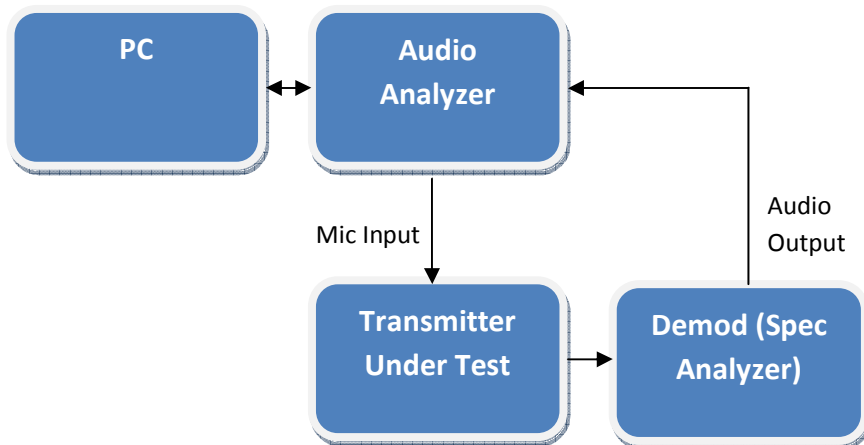 PC
Audio
Analyzer
Mic Input
Audio
Output
Transmitter
Under Test
Demod (Spec
Analyzer)